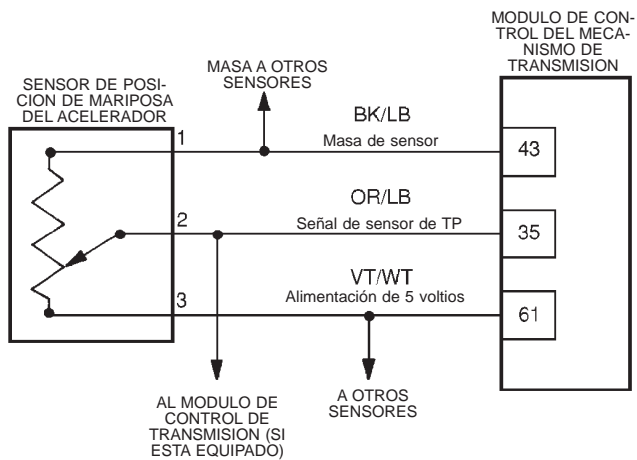 MODULO DE CON-
TROL DEL MECA-
NISMO DE
TRANSMISION
MASA A OTROS
SENSORES
SENSOR DE POSI-
CION DE MARIPOSA
DEL ACELERADOR
1
BK/LB
Masa de sensor
43
2
OR/LB
Señal de sensor de TP
35
3
VT/WT
Alimentación de 5 voltios
61
AL MODULO DE
CONTROL DE
TRANSMISION (SI
ESTA EQUIPADO)
A OTROS
SENSORES